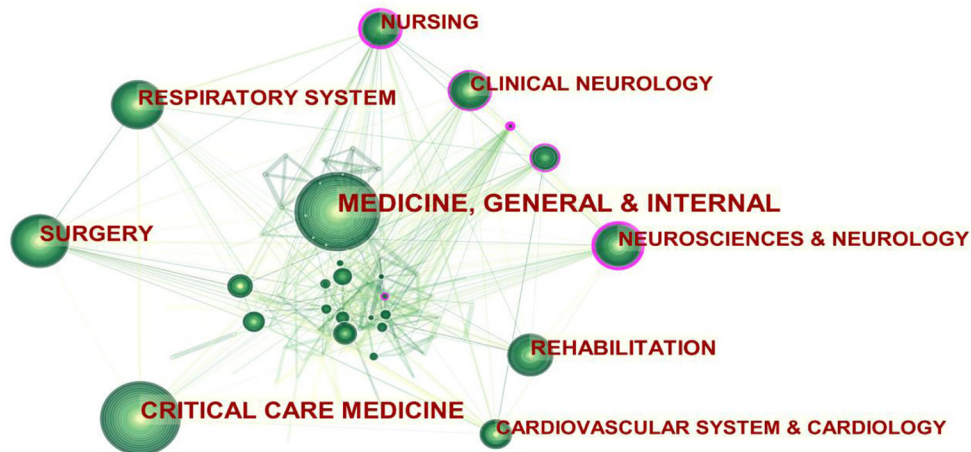 NURSING
CLINICAL NEUROLOGY
RESPIRATORY SYSTEM
MEDICINE, GENERAL & INTERNAL
SURGERY
NEUROSCIENCES & NEUROLOGY
REHABILITATION
CRITICAL CARE MEDICINE
CARDIOVASCULAR SYSTEM & CARDIOLOGY